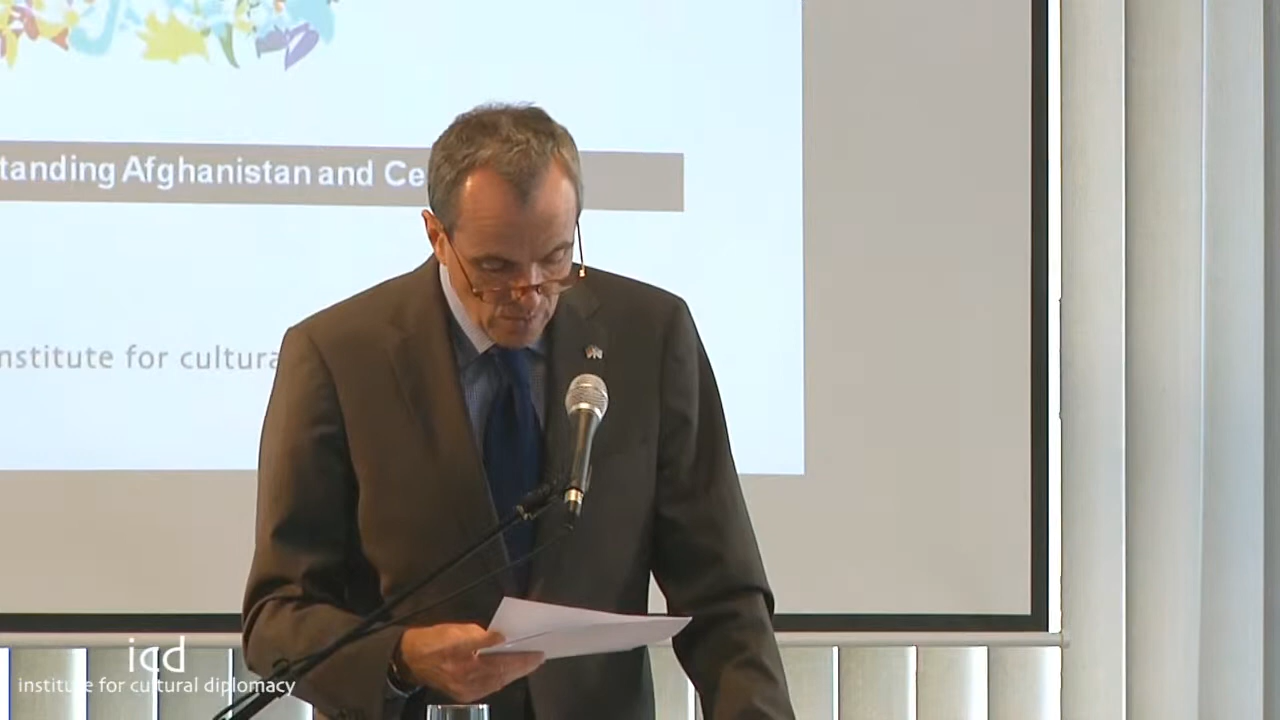 tanding Afghanistan and Ce
nstitute for cultura
icd
institute for cultural diplomacy